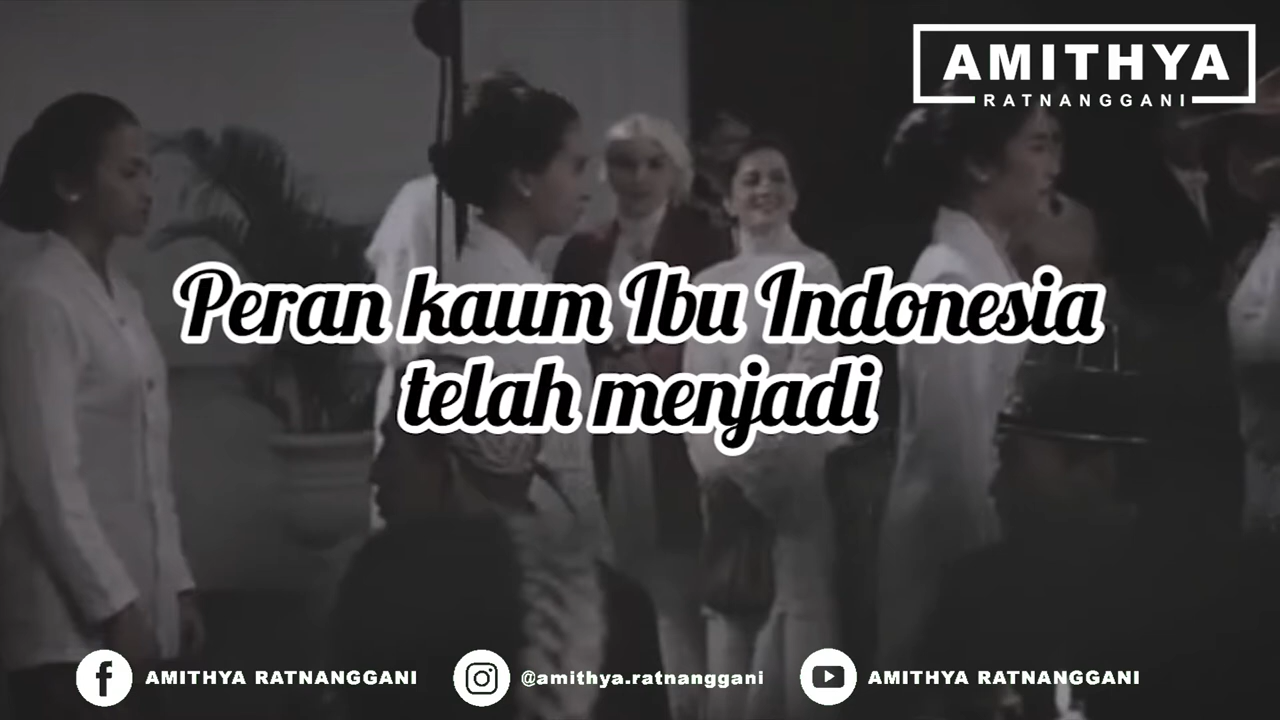 AMITHYA
RATNANGGANI
Peran kaum Ibu Indonesia
telah menjadi
AMITHYA RATNANGGANI
@amithya.ratnanggani
AMITHYA RATNANGGANI